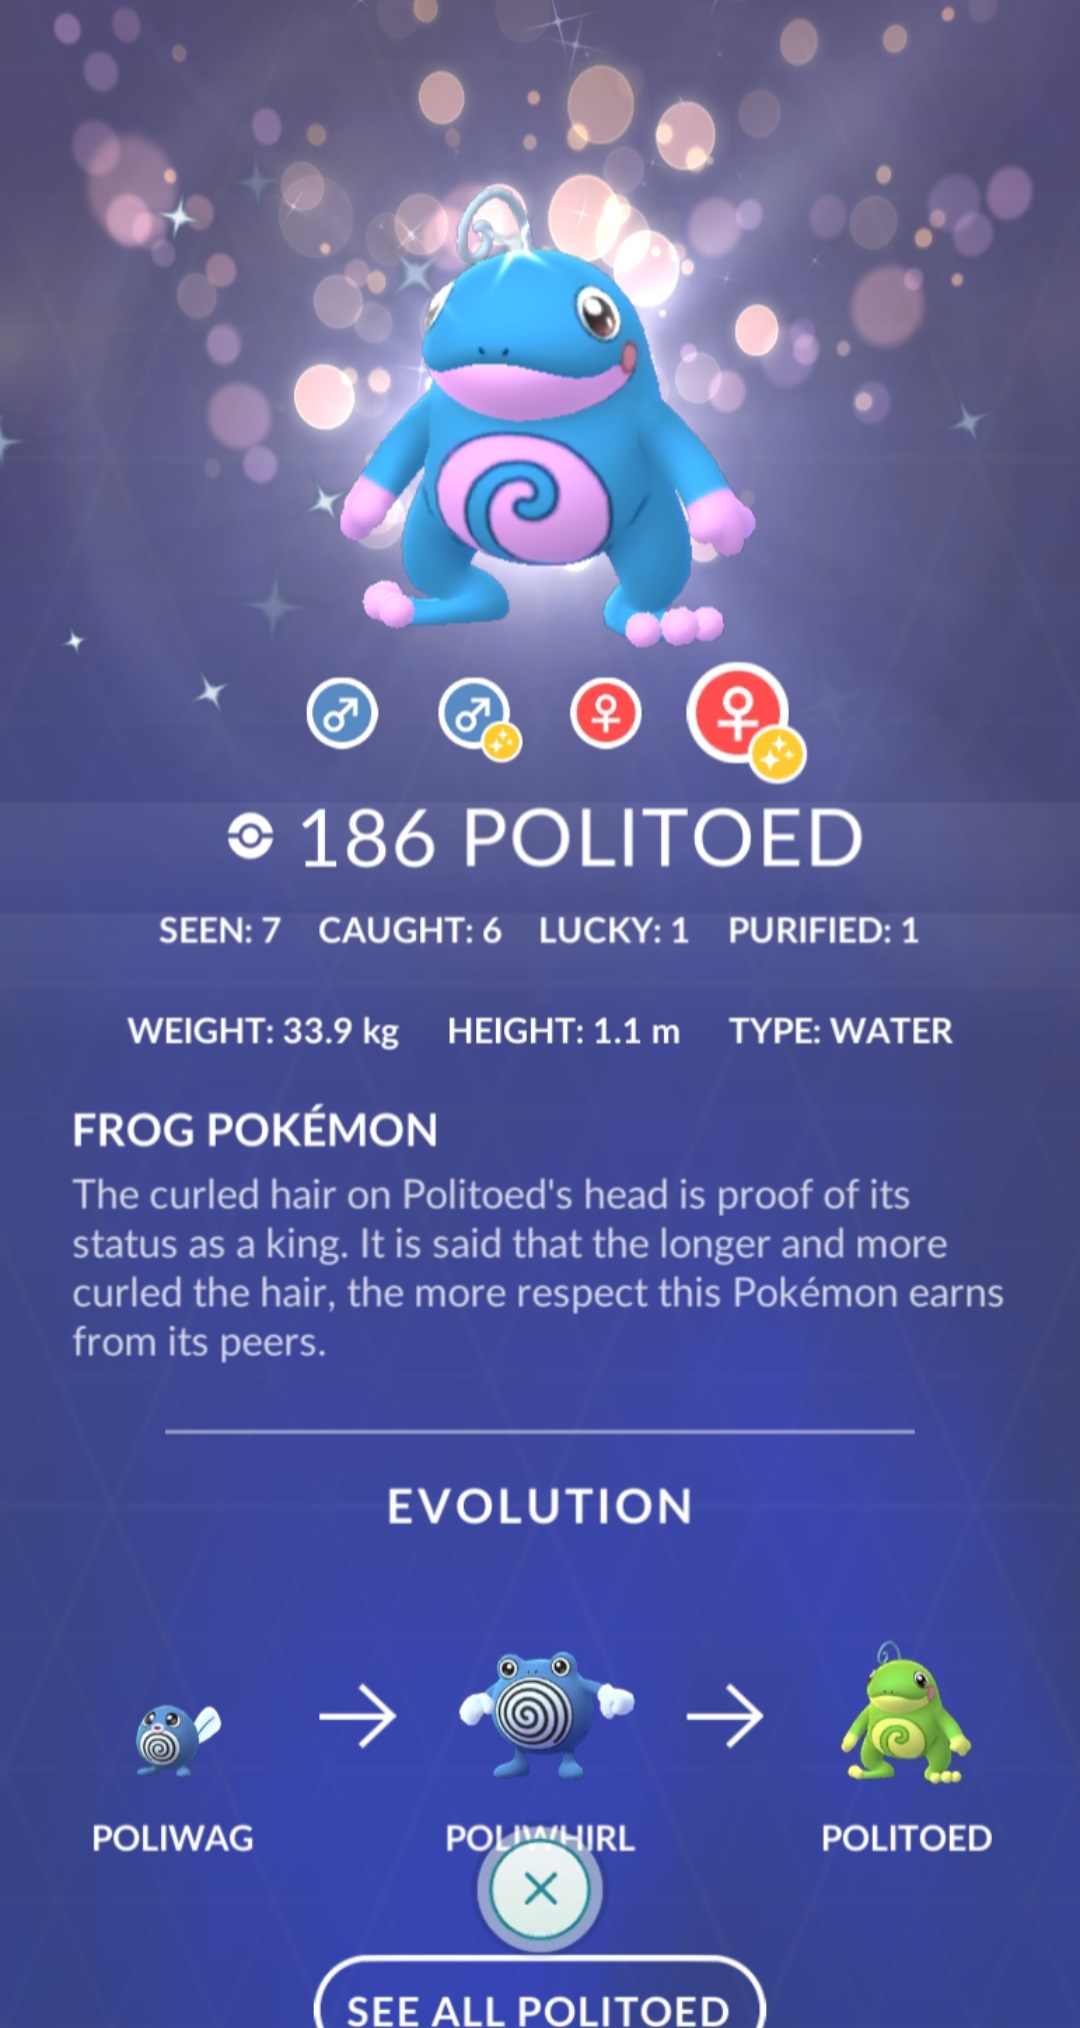 186 POLITOED
SEEN: 7 CAUGHT: 6 LUCKY: 1 PURIFIED: 1
WEIGHT: 33.9 kg HEIGHT: 1.1 m TYPE: WATER
FROG POKÉMON
The curled hair on Politoed's head is proof of its
status as a king. It is said that the longer and more
curled the hair, the more respect this Pokémon earns
from its peers.
EVOLUTION
POLIWAG POLIWHIRL POLITOED
SEE ALL POLITOED